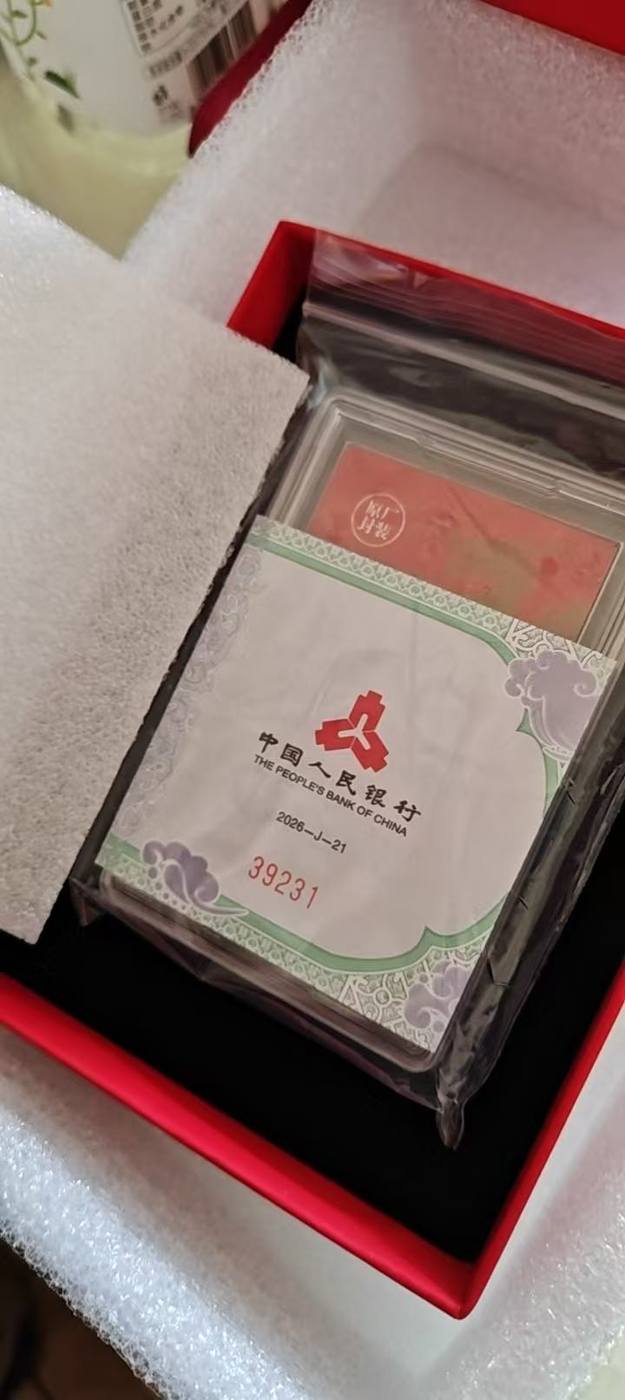 原厂
封装
中国人民银行
THE PEOPLE'S BANK OF CHINA
2026-J-21
39231